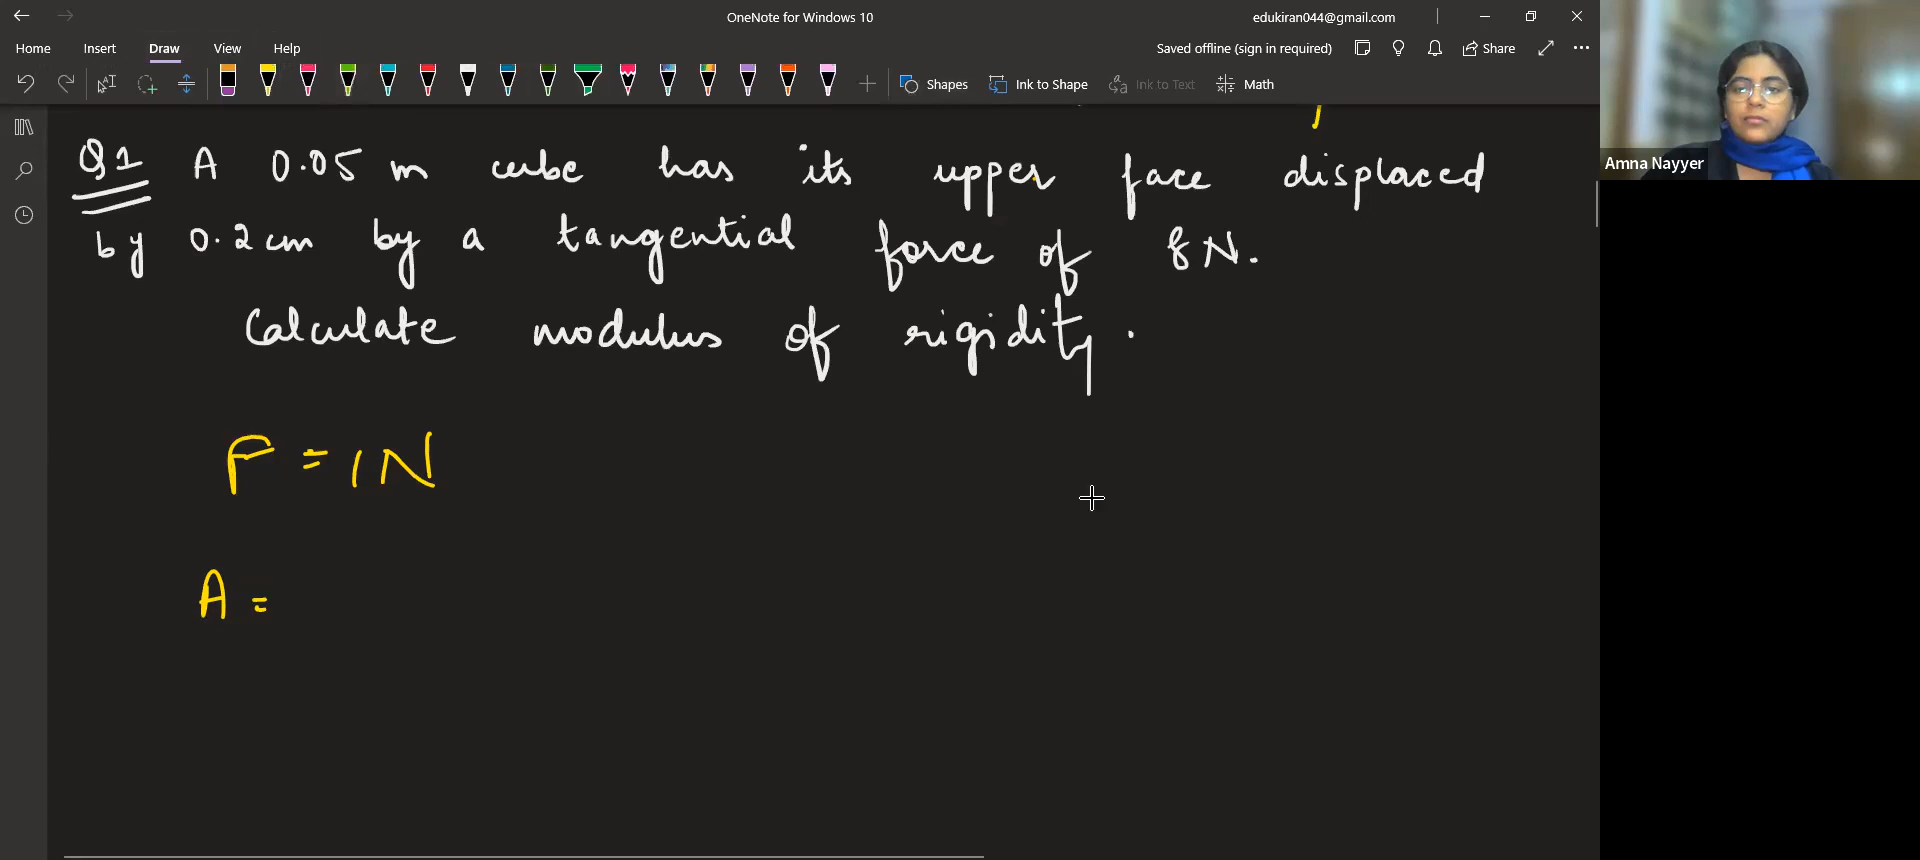 OneNote for Windows 10
edukiran044@gmail.com
Home Insert Draw View Help
Saved offline (sign in required)
Share
Shapes
Ink to Shape
Ink to Text
Math
Amna Nayyer
Q1 A 0.05 m cube has its upper face displaced
by 0.2 cm by a tangential force of 8 N.
Calculate modulus of rigidity.
F = 1 N
A =